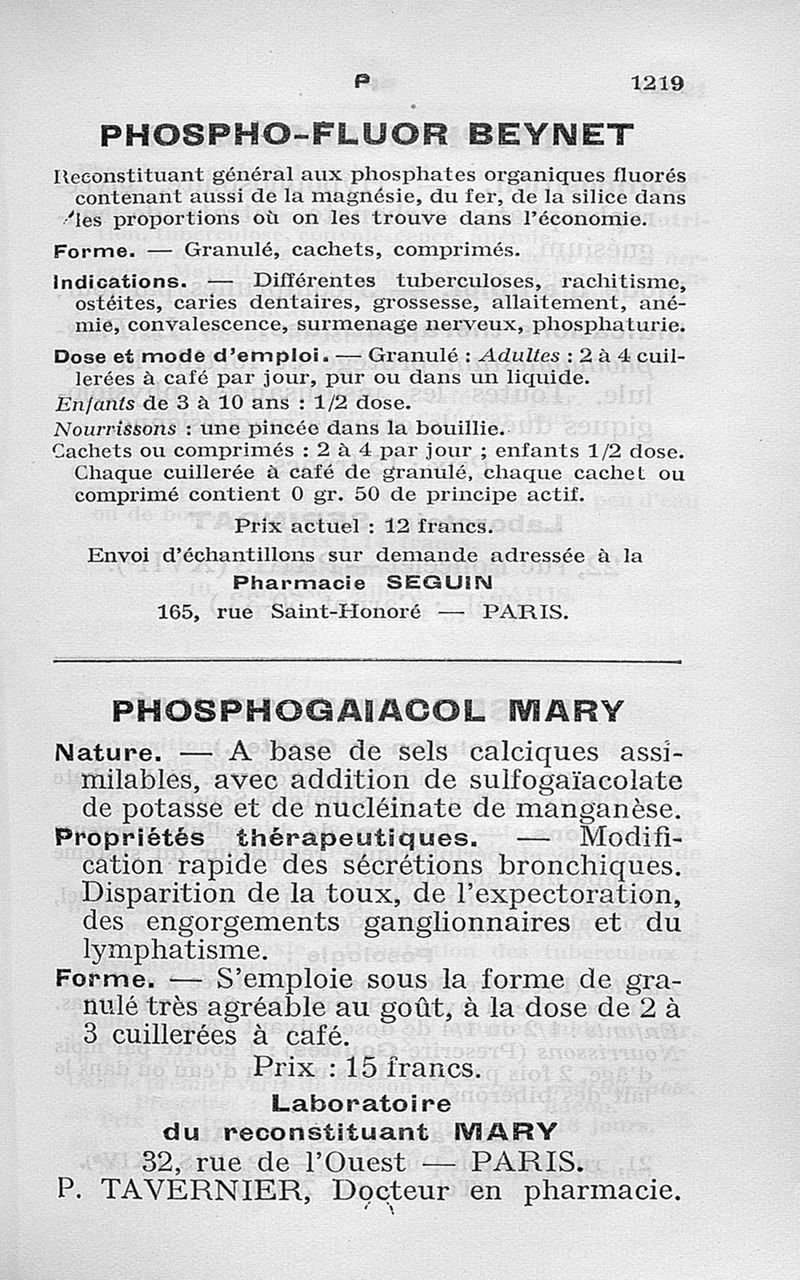 P 1219
PHOSPHO-FLUOR BEYNET
Reconstituant général aux phosphates organiques fluorés
contenant aussi de la magnésie, du fer, de la silice dans
les proportions où on les trouve dans l'économie.
Forme. — Granulé, cachets, comprimés.
Indications. — Différentes tuberculoses, rachitisme,
ostéites, caries dentaires, grossesse, allaitement, ané-
mie, convalescence, surmenage nerveux, phosphaturie.
Dose et mode d'emploi. — Granulé : Adultes : 2 à 4 cuil-
lerées à café par jour, pur ou dans un liquide.
Enfants de 3 à 10 ans : 1/2 dose.
Nourrissons : une pincée dans la bouillie.
Cachets ou comprimés : 2 à 4 par jour ; enfants 1/2 dose.
Chaque cuillerée à café de granulé, chaque cachet ou
comprimé contient 0 gr. 50 de principe actif.
Prix actuel : 12 francs.
Envoi d'échantillons sur demande adressée à la
Pharmacie SEGUIN
165, rue Saint-Honoré — PARIS.
PHOSPHOGAIACOL MARY
Nature. — A base de sels calciques assi-
milables, avec addition de sulfogaïacolate
de potasse et de nucléinate de manganèse.
Propriétés thérapeutiques. — Modifi-
cation rapide des sécrétions bronchiques.
Disparition de la toux, de l'expectoration,
des engorgements ganglionnaires et du
lymphatisme.
Forme. — S'emploie sous la forme de gra-
nulé très agréable au goût, à la dose de 2 à
3 cuillerées à café.
Prix : 15 francs.
Laboratoire
du reconstituant MARY
32, rue de l'Ouest — PARIS.
P. TAVERNIER, Docteur en pharmacie.